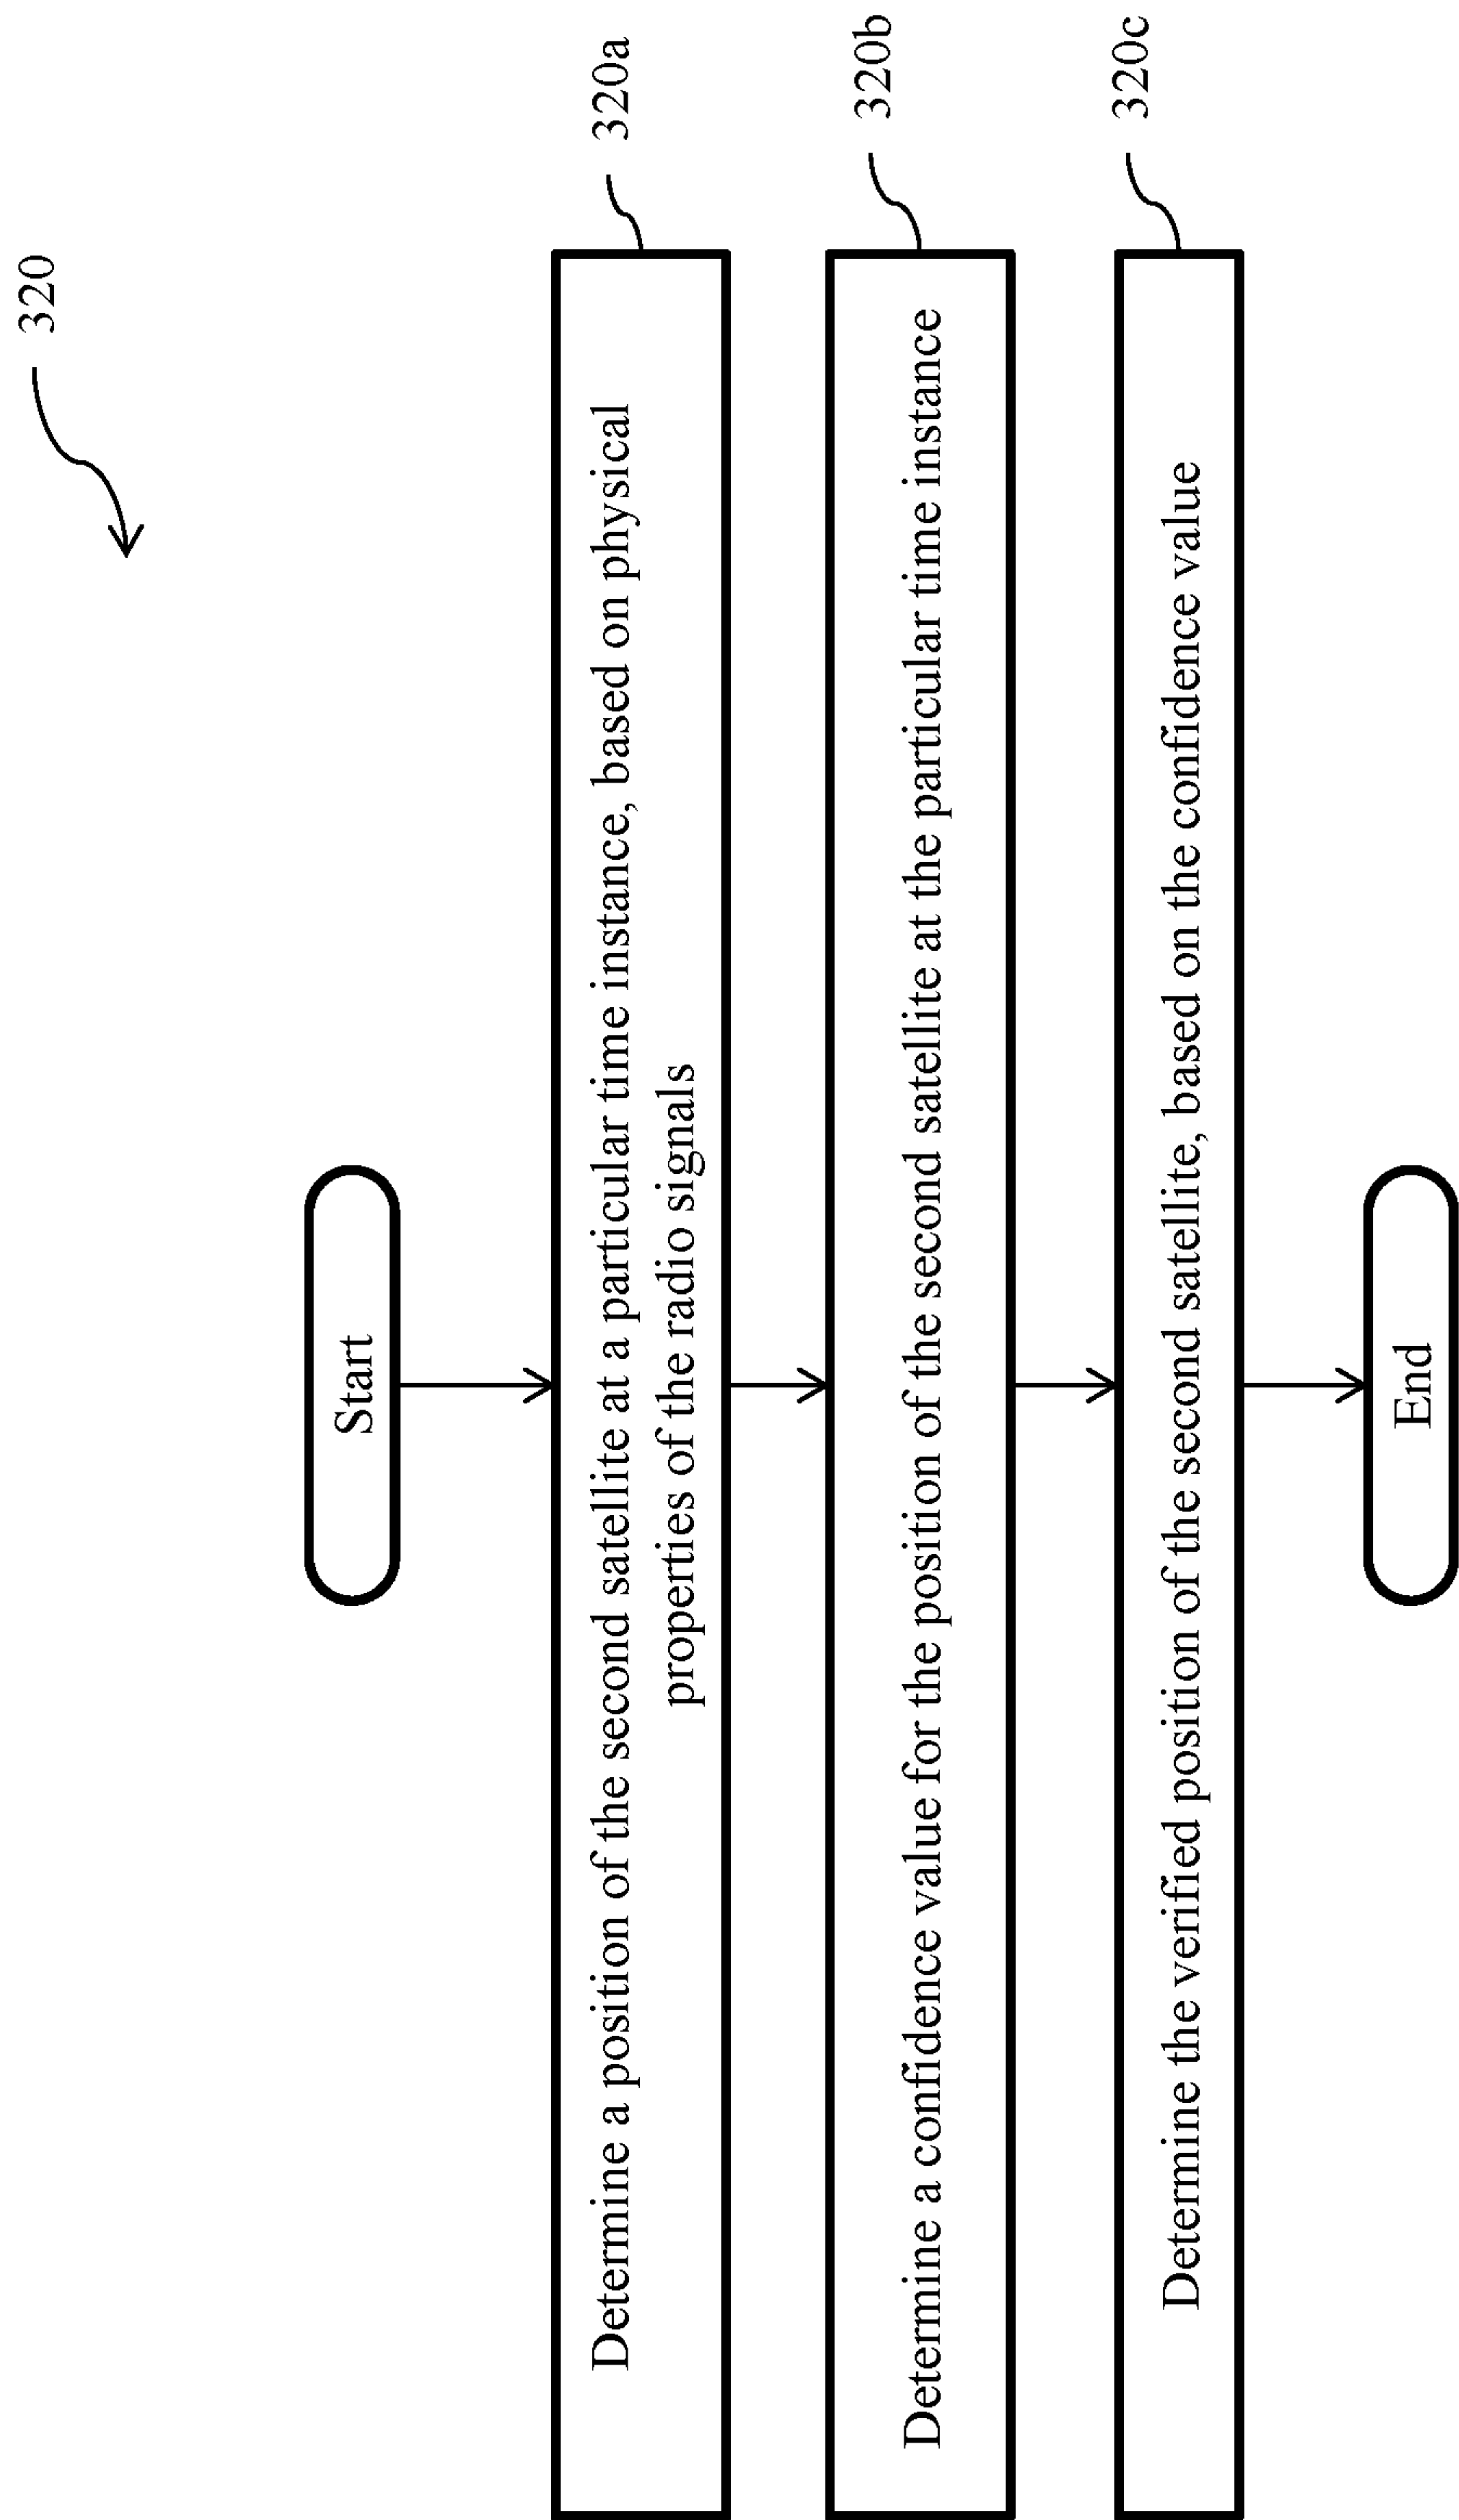 320
Start
Determine a position of the second satellite at a particular time instance, based on physical
properties of the radio signals
320a
Determine a confidence value for the position of the second satellite at the particular time instance
320b
Determine the verified position of the second satellite, based on the confidence value
320c
End